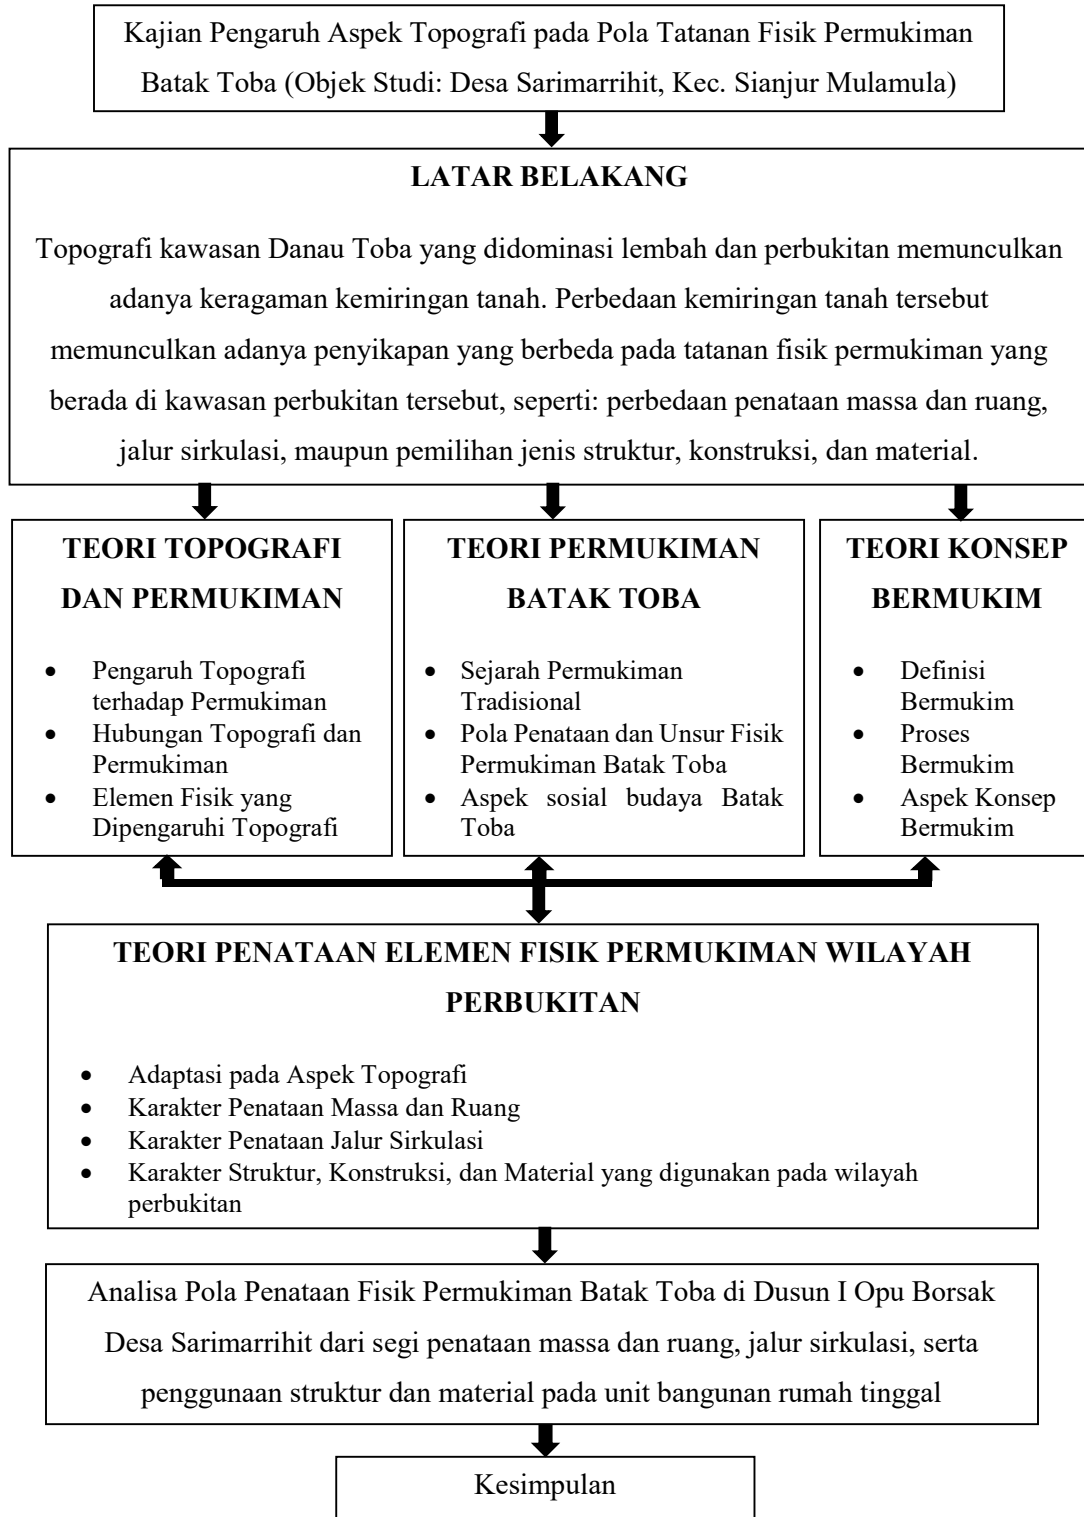 Kajian Pengaruh Aspek Topografi pada Pola Tatanan Fisik Permukiman
Batak Toba (Objek Studi: Desa Sarimarrihit, Kec. Sianjur Mulamula)
LATAR BELAKANG
Topografi kawasan Danau Toba yang didominasi lembah dan perbukitan memunculkan
adanya keragaman kemiringan tanah. Perbedaan kemiringan tanah tersebut
memunculkan adanya penyikapan yang berbeda pada tatanan fisik permukiman yang
berada di kawasan perbukitan tersebut, seperti: perbedaan penataan massa dan ruang,
jalur sirkulasi, maupun pemilihan jenis struktur, konstruksi, dan material.
TEORI TOPOGRAFI
DAN PERMUKIMAN
• Pengaruh Topografi
terhadap Permukiman
• Hubungan Topografi dan
Permukiman
• Elemen Fisik yang
Dipengaruhi Topografi
TEORI PERMUKIMAN
BATAK TOBA
• Sejarah Permukiman
Tradisional
• Pola Penataan dan Unsur Fisik
Permukiman Batak Toba
• Aspek sosial budaya Batak
Toba
TEORI KONSEP
BERMUKIM
• Definisi
Bermukim
• Proses
Bermukim
• Aspek Konsep
Bermukim
TEORI PENATAAN ELEMEN FISIK PERMUKIMAN WILAYAH
PERBUKITAN
• Adaptasi pada Aspek Topografi
• Karakter Penataan Massa dan Ruang
• Karakter Penataan Jalur Sirkulasi
• Karakter Struktur, Konstruksi, dan Material yang digunakan pada wilayah
perbukitan
Analisa Pola Penataan Fisik Permukiman Batak Toba di Dusun I Opu Borsak
Desa Sarimarrihit dari segi penataan massa dan ruang, jalur sirkulasi, serta
penggunaan struktur dan material pada unit bangunan rumah tinggal
Kesimpulan